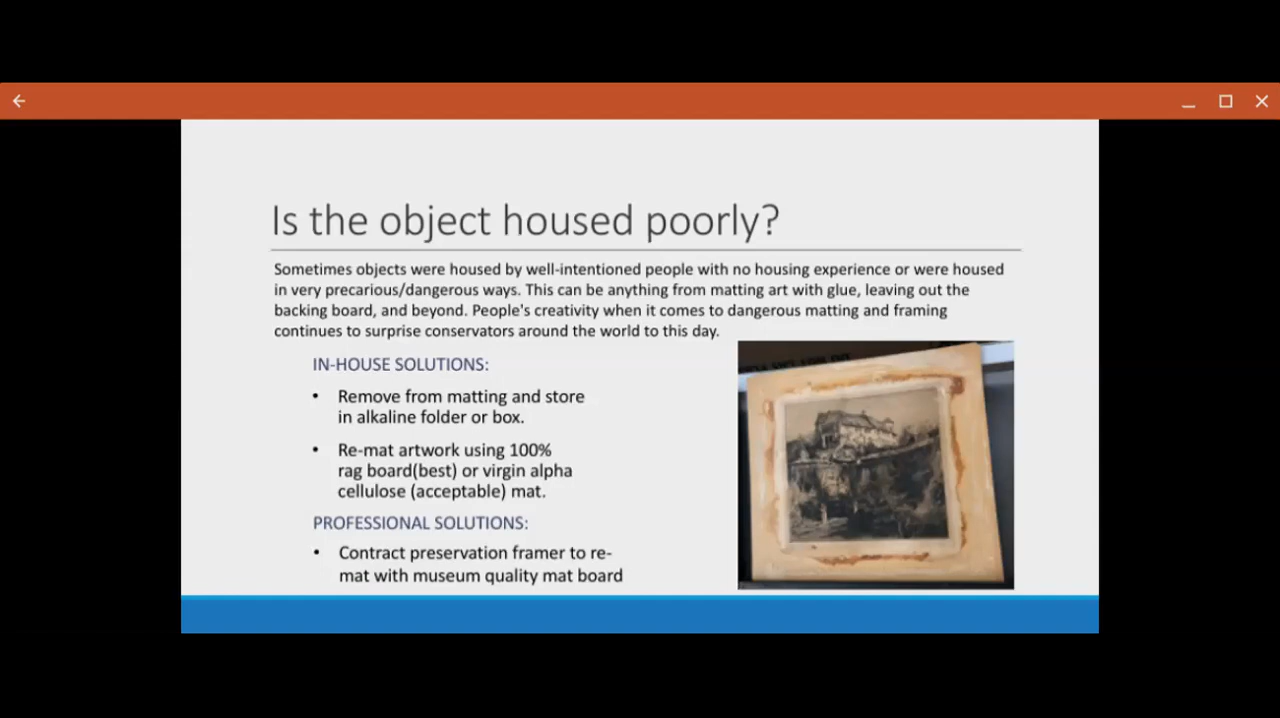 Is the object housed poorly?
Sometimes objects were housed by well-intentioned people with no housing experience or were housed
in very precarious/dangerous ways. This can be anything from matting art with glue, leaving out the
backing board, and beyond. People's creativity when it comes to dangerous matting and framing
continues to surprise conservators around the world to this day.
IN-HOUSE SOLUTIONS:
• Remove from matting and store
in alkaline folder or box.
• Re-mat artwork using 100%
rag board(best) or virgin alpha
cellulose (acceptable) mat.
PROFESSIONAL SOLUTIONS:
• Contract preservation framer to re-
mat with museum quality mat board